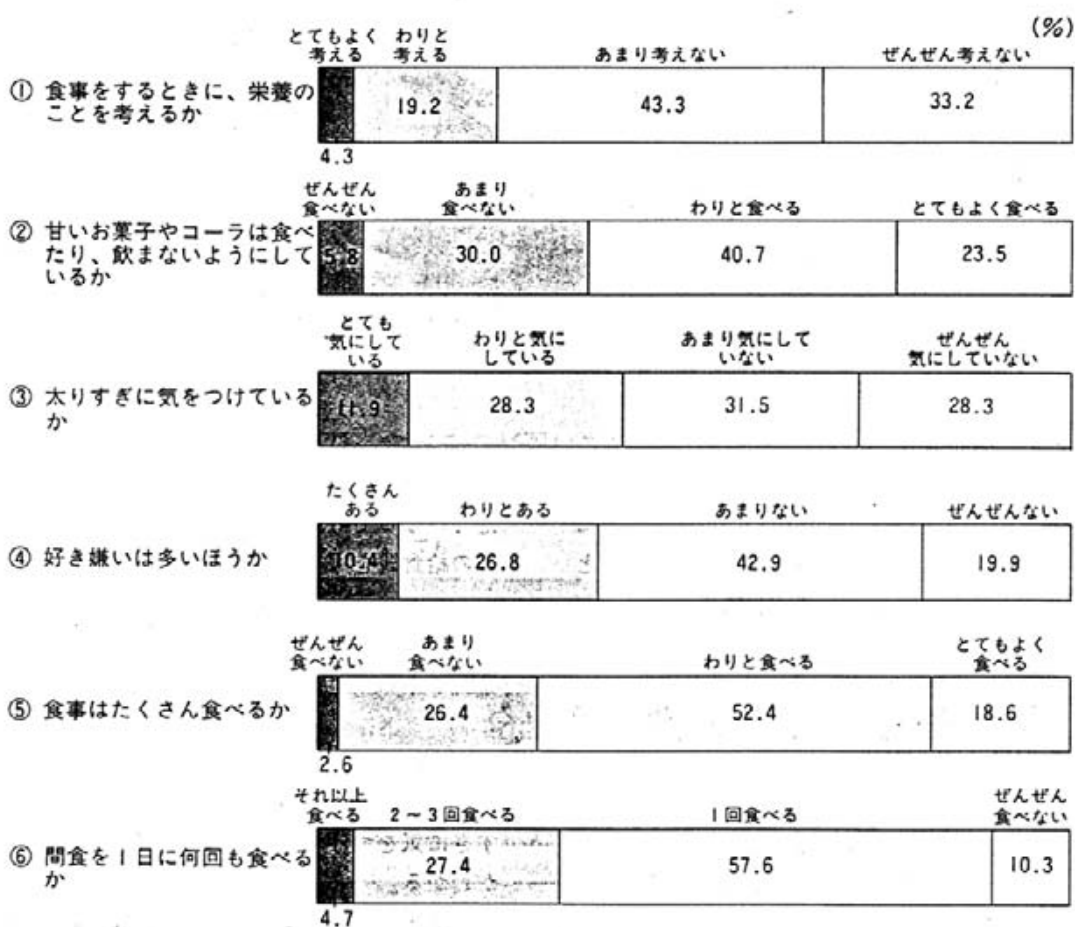 (%)
とてもよく わりと
考える 考える あまり考えない ぜんぜん考えない
① 食事をするときに、栄養の
ことを考えるか
19.2 43.3 33.2
4.3
ぜんぜん あまり
食べない 食べない わりと食べる とてもよく食べる
② 甘いお菓子やコーラは食べ
たり、飲まないようにして
いるか
5.8 30.0 40.7 23.5
とても
気にして わりと気に あまり気にして ぜんぜん
いる している いない 気にしていない
③ 太りすぎに気をつけている
か
11.9 28.3 31.5 28.3
たくさん
ある わりとある あまりない ぜんぜんない
④ 好き嫌いは多いほうか
10.4 26.8 42.9 19.9
ぜんぜん あまり とてもよく
食べない 食べない わりと食べる 食べる
⑤ 食事はたくさん食べるか
26.4 52.4 18.6
2.6
それ以上 ぜんぜん
食べる 2～3回食べる 1回食べる 食べない
⑥ 間食を1日に何回も食べる
か
27.4 57.6 10.3
4.7